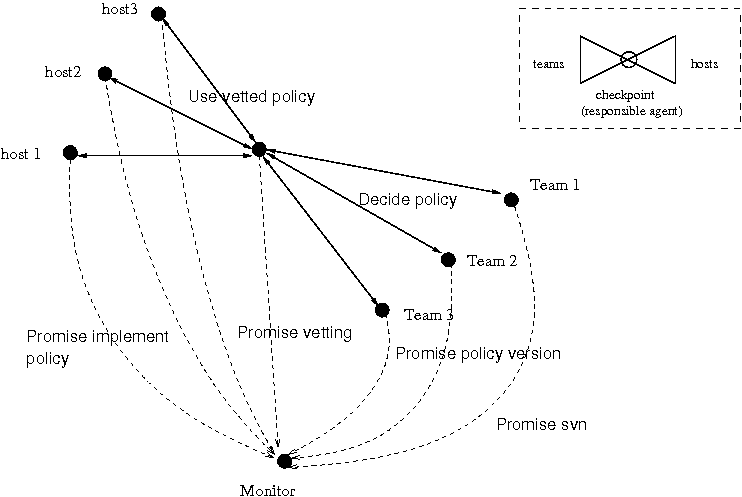 host3
teams
hosts
host2
checkpoint
(responsible agent)
Use vetted policy
host 1
Team 1
Decide policy
Team 2
Team 3
Promise implement
policy
Promise vetting
Promise policy version
Promise svn
Monitor